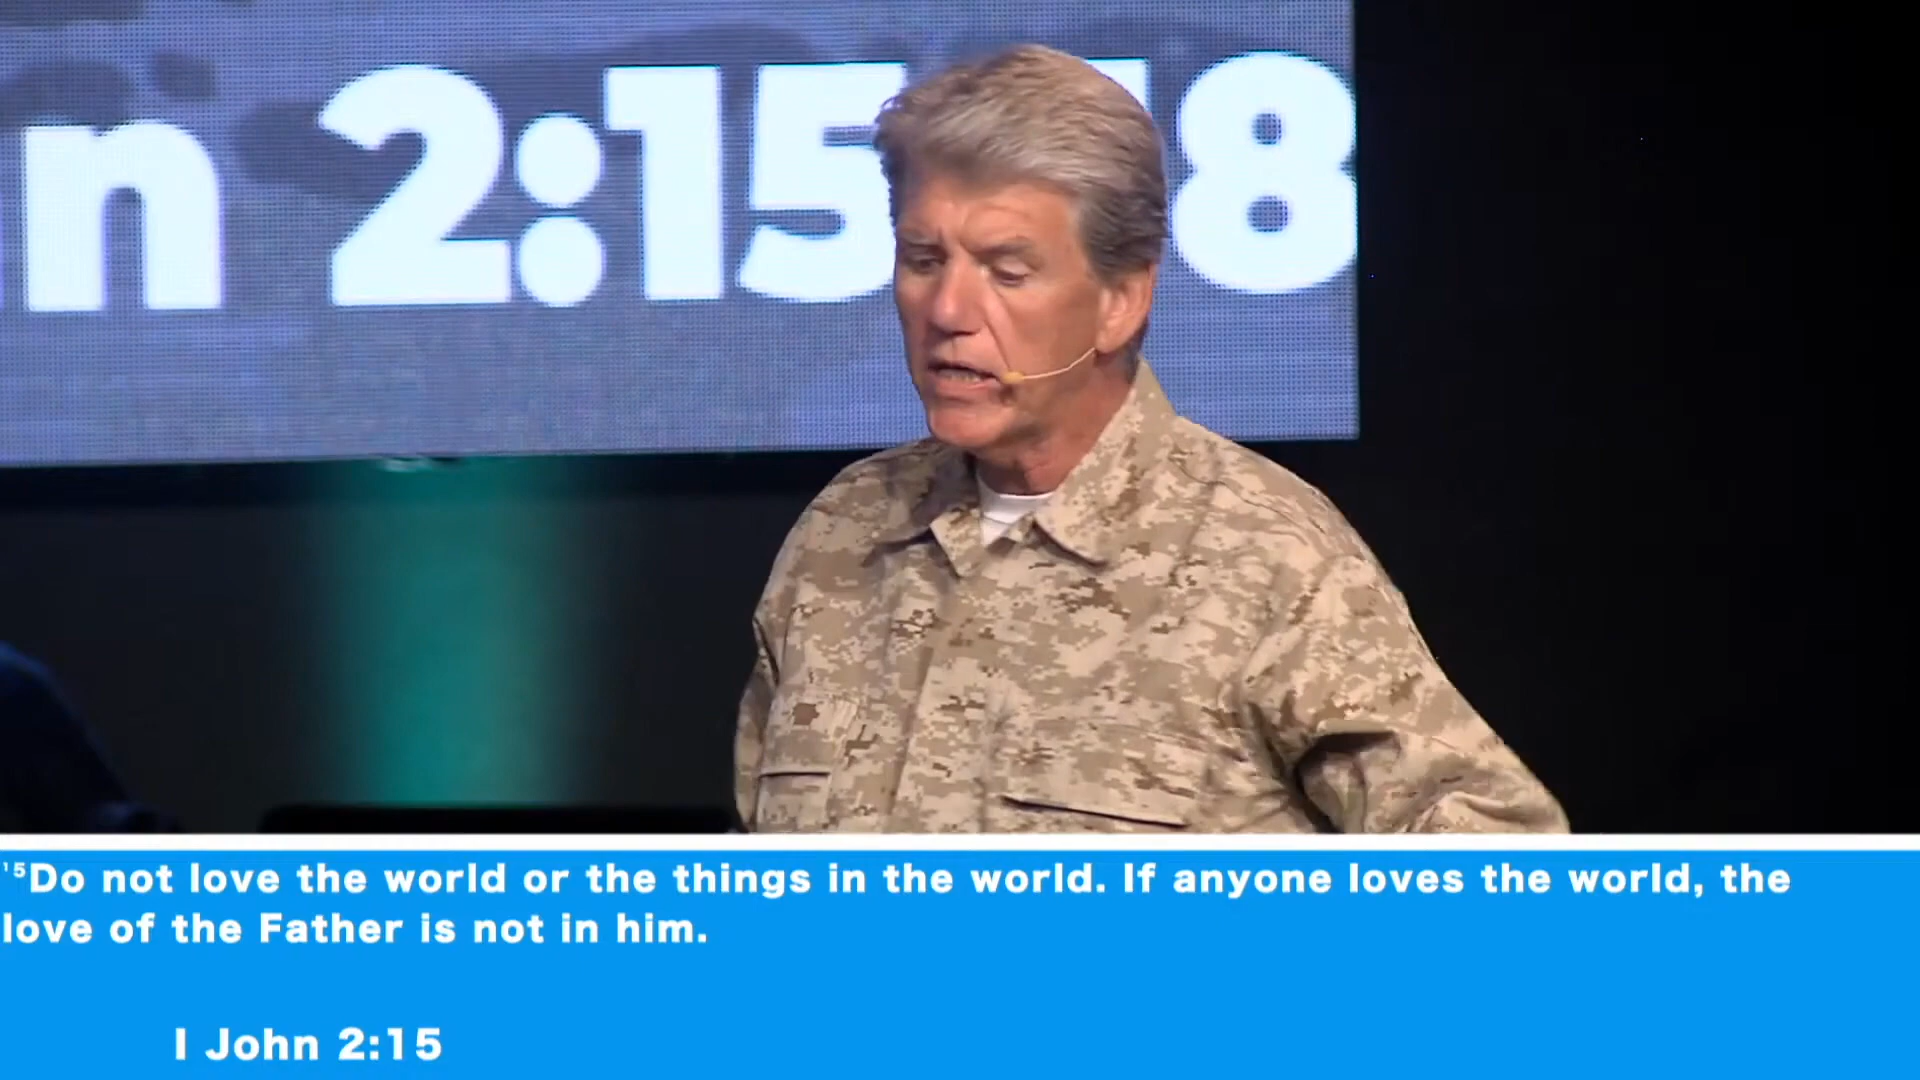 n 2:15-18
¹⁵Do not love the world or the things in the world. If anyone loves the world, the
love of the Father is not in him.
I John 2:15